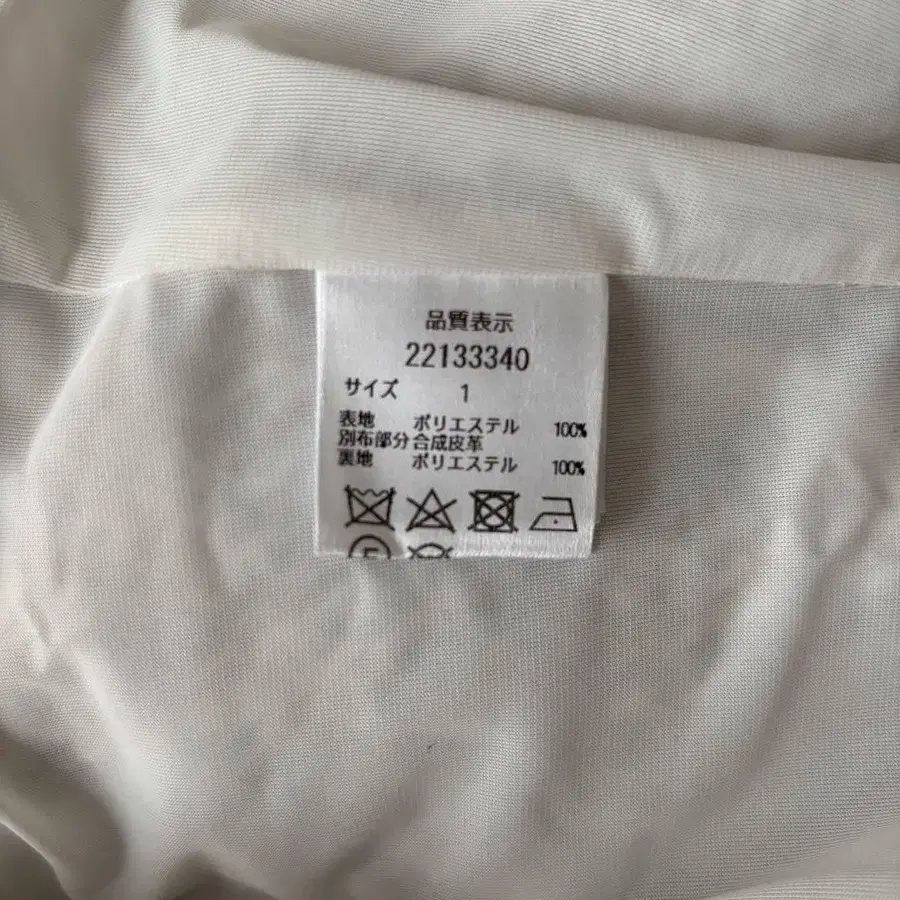 品質表示
22133340
サイズ 1
表地 ポリエステル 100%
別布部分 合成皮革
裏地 ポリエステル 100%